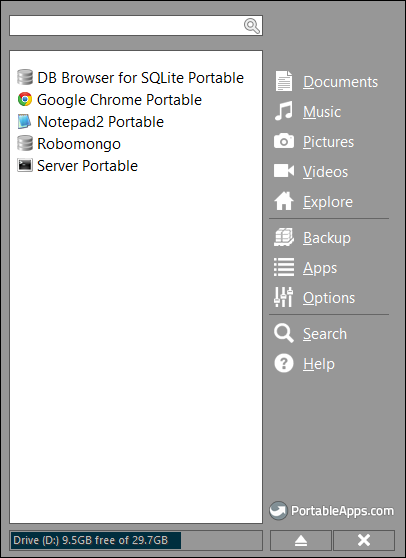 DB Browser for SQLite Portable
Google Chrome Portable
Notepad2 Portable
Robomongo
Server Portable
Documents
Music
Pictures
Videos
Explore
Backup
Apps
Options
Search
Help
PortableApps.com
Drive (D:) 9.5GB free of 29.7GB